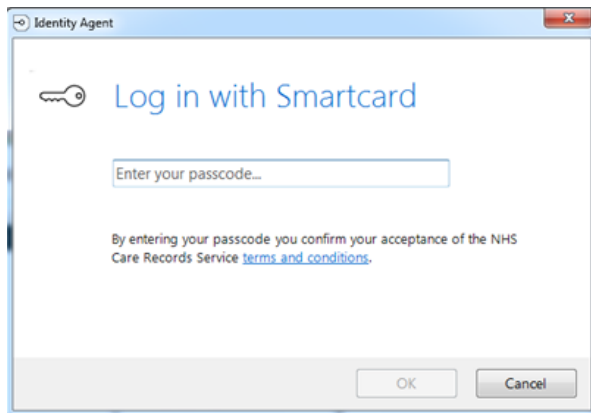 Identity Agent
Log in with Smartcard
Enter your passcode...
By entering your passcode you confirm your acceptance of the NHS
Care Records Service terms and conditions.
OK
Cancel